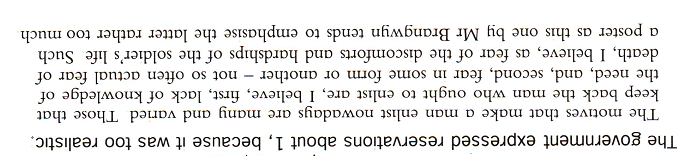 The government expressed reservations about 1, because it was too realistic.
The motives that make a man enlist nowadays are many and varied. Those that
keep back the man who ought to enlist are, I believe, first, lack of knowledge of
the need, and, second, fear in some form or another – not so often actual fear of
death, I believe, as fear of the discomforts and hardships of the soldier's life. Such
a poster as this one by Mr Brangwyn tends to emphasise the latter rather too much